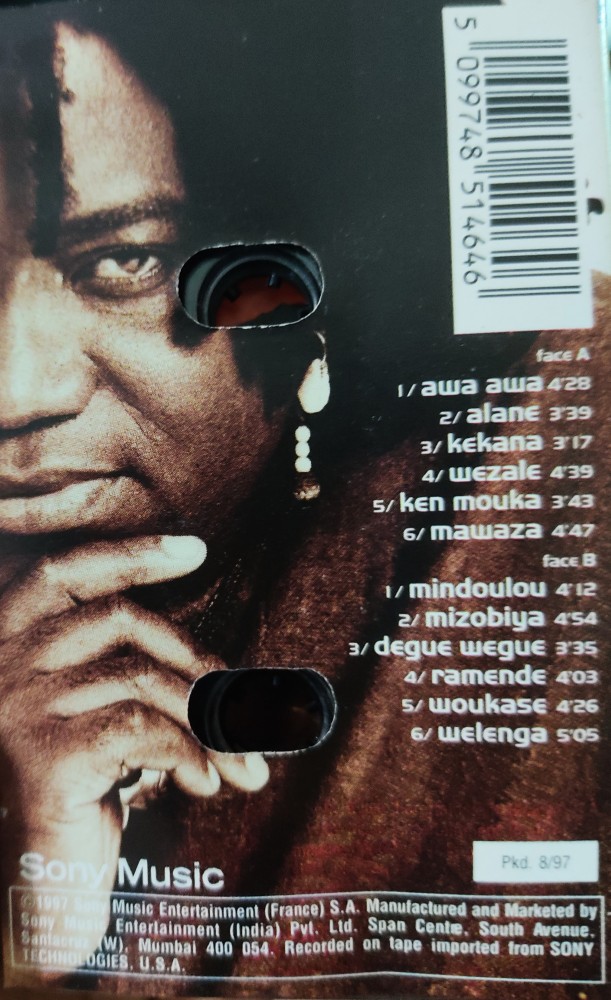 5 099748 514646
face A
1/ awa awa 4'28
2/ alane 3'39
3/ kekana 3'17
4/ wezale 4'39
5/ ken mouka 3'43
6/ mawaza 4'47
face B
1/ mindoulou 4'12
2/ mizobiya 4'54
3/ degue wegue 3'35
4/ ramende 4'03
5/ woukase 4'26
6/ welenga 5'05
Sony Music
Pkd. 8/97
©1997 Sony Music Entertainment (France) S.A. Manufactured and Marketed by
Sony Music Entertainment (India) Pvt. Ltd. Span Centre, South Avenue,
Santacruz (W), Mumbai 400 054. Recorded on tape imported from SONY
TECHNOLOGIES, U.S.A.